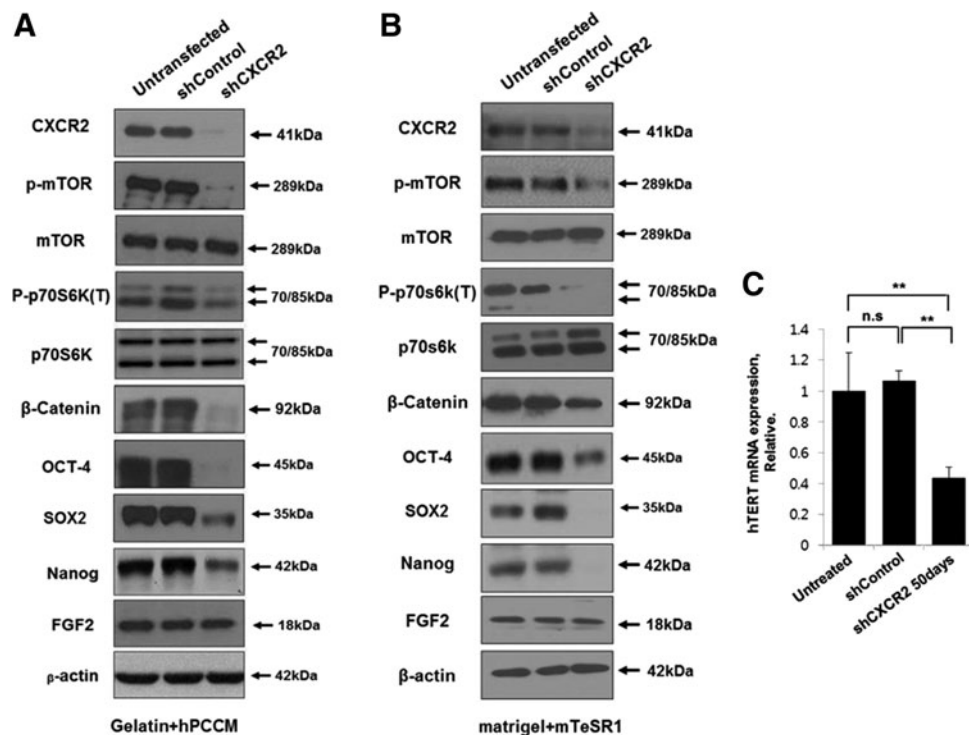 A
Untransfected
shControl
shCXCR2
CXCR2
41kDa
p-mTOR
289kDa
mTOR
289kDa
P-p70S6K(T)
70/85kDa
p70S6K
70/85kDa
β-Catenin
92kDa
OCT-4
45kDa
SOX2
35kDa
Nanog
42kDa
FGF2
18kDa
β-actin
42kDa
Gelatin+hPCCM
B
Untransfected
shControl
shCXCR2
CXCR2
41kDa
p-mTOR
289kDa
mTOR
289kDa
P-p70s6k(T)
70/85kDa
p70s6k
70/85kDa
β-Catenin
92kDa
OCT-4
45kDa
SOX2
35kDa
Nanog
42kDa
FGF2
18kDa
β-actin
42kDa
matrigel+mTeSR1
C
**
n.s
**
hTERT mRNA expression,
Relative.
1.4
1.2
1
0.8
0.6
0.4
0.2
0
Untreated
shControl
shCXCR2 50days